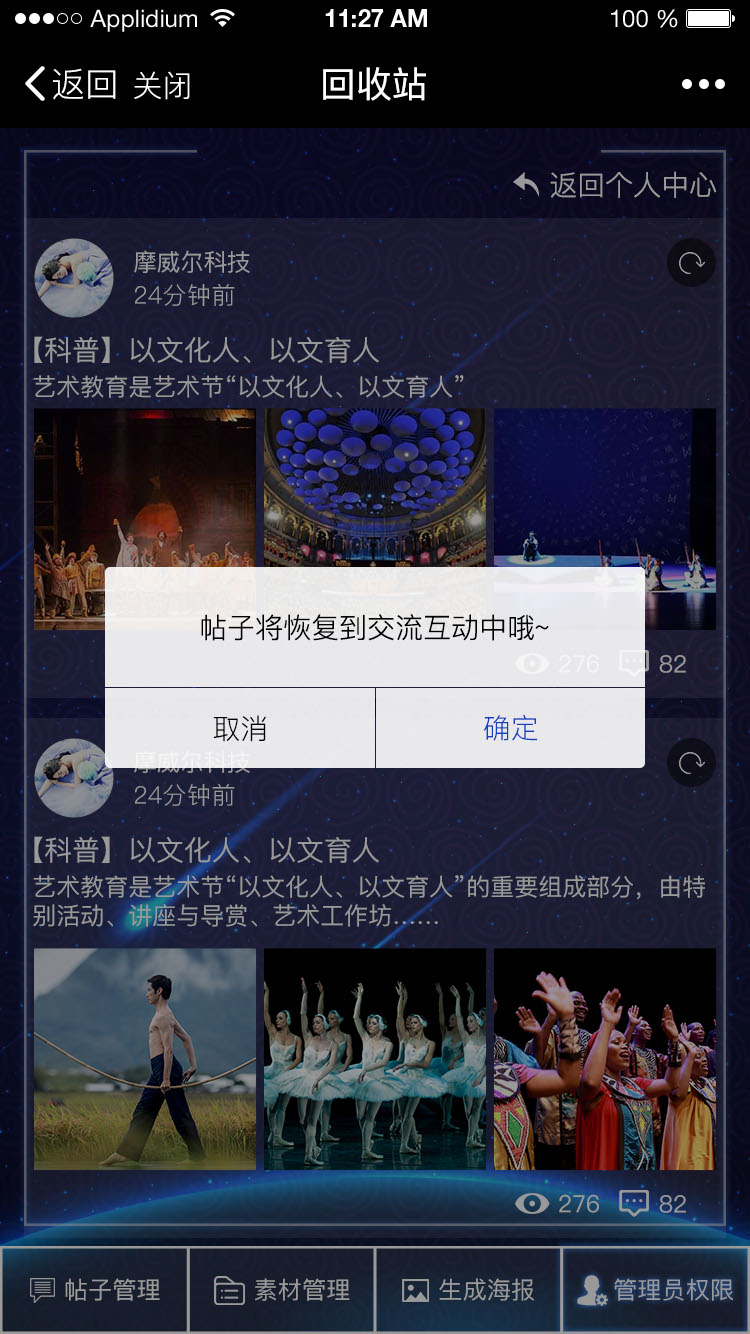 Applidium 11:27 AM 100 %
返回 关闭 回收站
返回个人中心
摩威尔科技
24分钟前
【科普】以文化人、以文育人
艺术教育是艺术节“以文化人、以文育人”
帖子将恢复到交流互动中哦~
276 82
取消 确定
摩威尔科技
24分钟前
【科普】以文化人、以文育人
艺术教育是艺术节“以文化人、以文育人”的重要组成部分，由特
别活动、讲座与导赏、艺术工作坊……
276 82
帖子管理 素材管理 生成海报 管理员权限